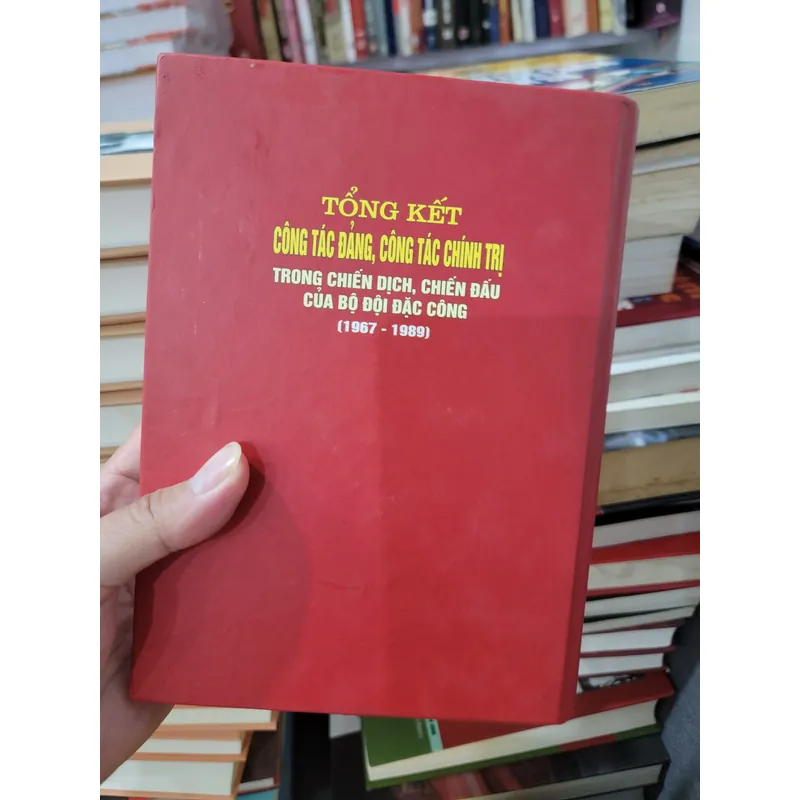 TỔNG KẾT
CÔNG TÁC ĐẢNG, CÔNG TÁC CHÍNH TRỊ
TRONG CHIẾN DỊCH, CHIẾN ĐẤU
CỦA BỘ ĐỘI ĐẶC CÔNG
(1967 - 1989)